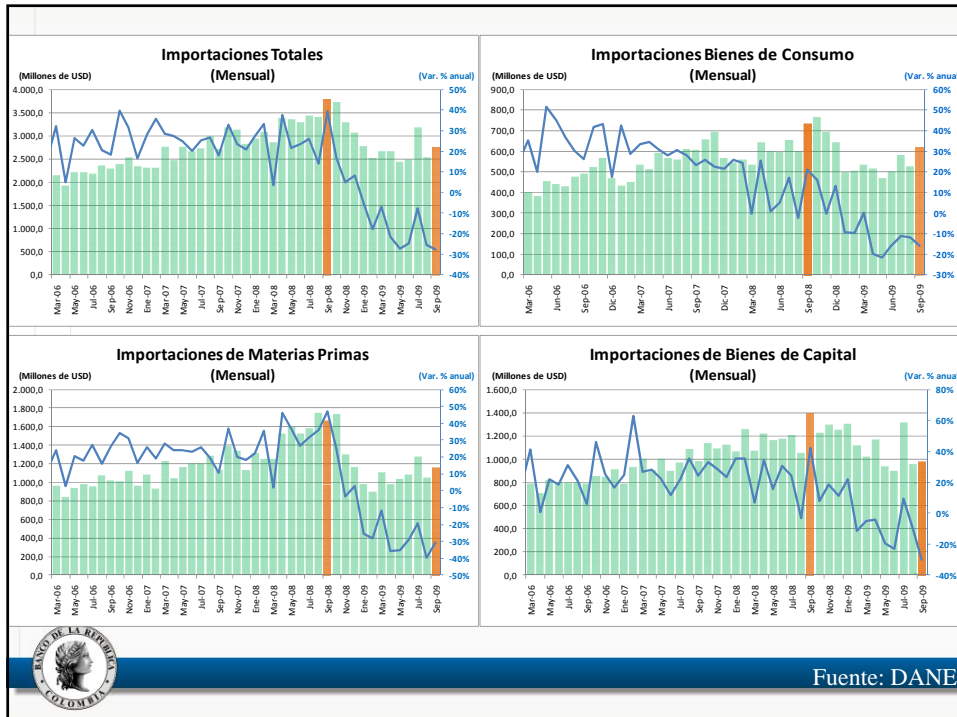 Importaciones Totales
(Mensual)
(Millones de USD)
(Var. % anual)
4.000,0
3.500,0
3.000,0
2.500,0
2.000,0
1.500,0
1.000,0
500,0
0,0
50%
40%
30%
20%
10%
0%
-10%
-20%
-30%
-40%
Mar-06
May-06
Jul-06
Sep-06
Nov-06
Ene-07
Mar-07
May-07
Jul-07
Sep-07
Nov-07
Ene-08
Mar-08
May-08
Jul-08
Sep-08
Nov-08
Ene-09
Mar-09
May-09
Jul-09
Sep-09
Importaciones Bienes de Consumo
(Mensual)
(Millones de USD)
(Var. % anual)
900,0
800,0
700,0
600,0
500,0
400,0
300,0
200,0
100,0
0,0
60%
50%
40%
30%
20%
10%
0%
-10%
-20%
-30%
Mar-06
Jun-06
Sep-06
Dic-06
Mar-07
Jun-07
Sep-07
Dic-07
Mar-08
Jun-08
Sep-08
Dic-08
Mar-09
Jun-09
Sep-09
Importaciones de Materias Primas
(Mensual)
(Millones de USD)
(Var. % anual)
2.000,0
1.800,0
1.600,0
1.400,0
1.200,0
1.000,0
800,0
600,0
400,0
200,0
0,0
60%
50%
40%
30%
20%
10%
0%
-10%
-20%
-30%
-40%
-50%
Mar-06
May-06
Jul-06
Sep-06
Nov-06
Ene-07
Mar-07
May-07
Jul-07
Sep-07
Nov-07
Ene-08
Mar-08
May-08
Jul-08
Sep-08
Nov-08
Ene-09
Mar-09
May-09
Jul-09
Sep-09
Importaciones de Bienes de Capital
(Mensual)
(Millones de USD)
(Var. % anual)
1.600,0
1.400,0
1.200,0
1.000,0
800,0
600,0
400,0
200,0
0,0
80%
60%
40%
20%
0%
-20%
-40%
Mar-06
May-06
Jul-06
Sep-06
Nov-06
Ene-07
Mar-07
May-07
Jul-07
Sep-07
Nov-07
Ene-08
Mar-08
May-08
Jul-08
Sep-08
Nov-08
Ene-09
Mar-09
May-09
Jul-09
Sep-09
BANCO DE LA REPUBLICA
COLOMBIA
Fuente: DANE